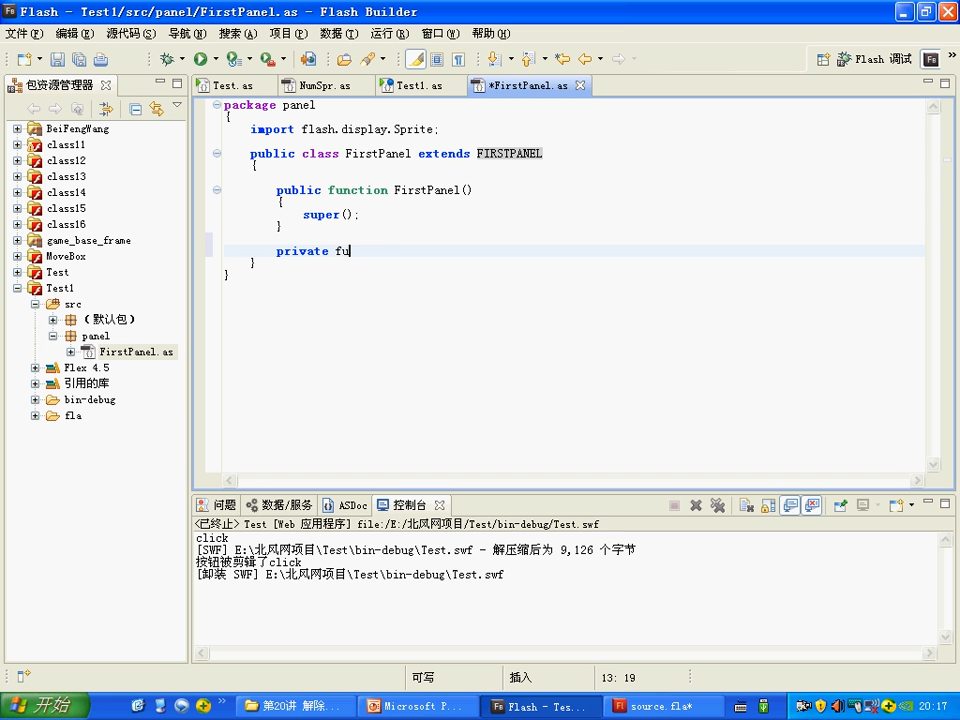 Flash - Test1/src/panel/FirstPanel.as - Flash Builder
文件(F) 编辑(E) 源代码(S) 导航(N) 搜索(A) 项目(P) 数据(T) 运行(R) 窗口(W) 帮助(H)
Flash 调试
包资源管理器
Test.as NumSpr.as Test1.as *FirstPanel.as
BeiFengWang
class11
class12
class13
class14
class15
class16
game_base_frame
MoveBox
Test
Test1
src
(默认包)
panel
FirstPanel.as
Flex 4.5
引用的库
bin-debug
fla
package panel
{
import flash.display.Sprite;
public class FirstPanel extends FIRSTPANEL
{
public function FirstPanel()
{
super();
}
private fu
}
}
问题 数据/服务 ASDoc 控制台
<已终止> Test [Web 应用程序] file:/E:/北风网项目/Test/bin-debug/Test.swf
click
[SWF] E:\北风网项目\Test\bin-debug\Test.swf - 解压缩后为 9,126 个字节
按钮被剪辑了click
[卸装 SWF] E:\北风网项目\Test\bin-debug\Test.swf
可写 插入 13: 19
开始 第20讲 解除... Microsoft P... Flash - Tes... source.fla* 20:17